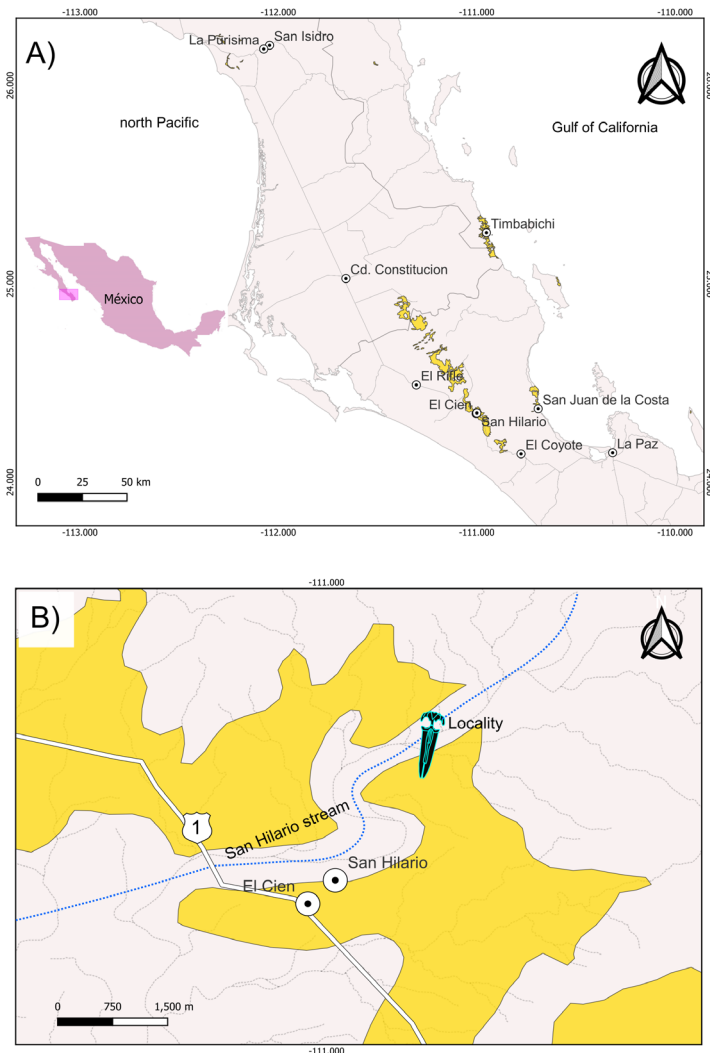 -113.000
-112.000
-111.000
-110.000
A)
La Purisima
San Isidro
26.000
north Pacific
Gulf of California
Timbabichi
Cd. Constitucion
25.000
México
El Rifle
El Cien
San Hilario
San Juan de la Costa
El Coyote
La Paz
24.000
0 25 50 km
-113.000
-112.000
-111.000
-110.000
-111.000
B)
Locality
1
San Hilario stream
San Hilario
El Cien
0 750 1,500 m
-111.000